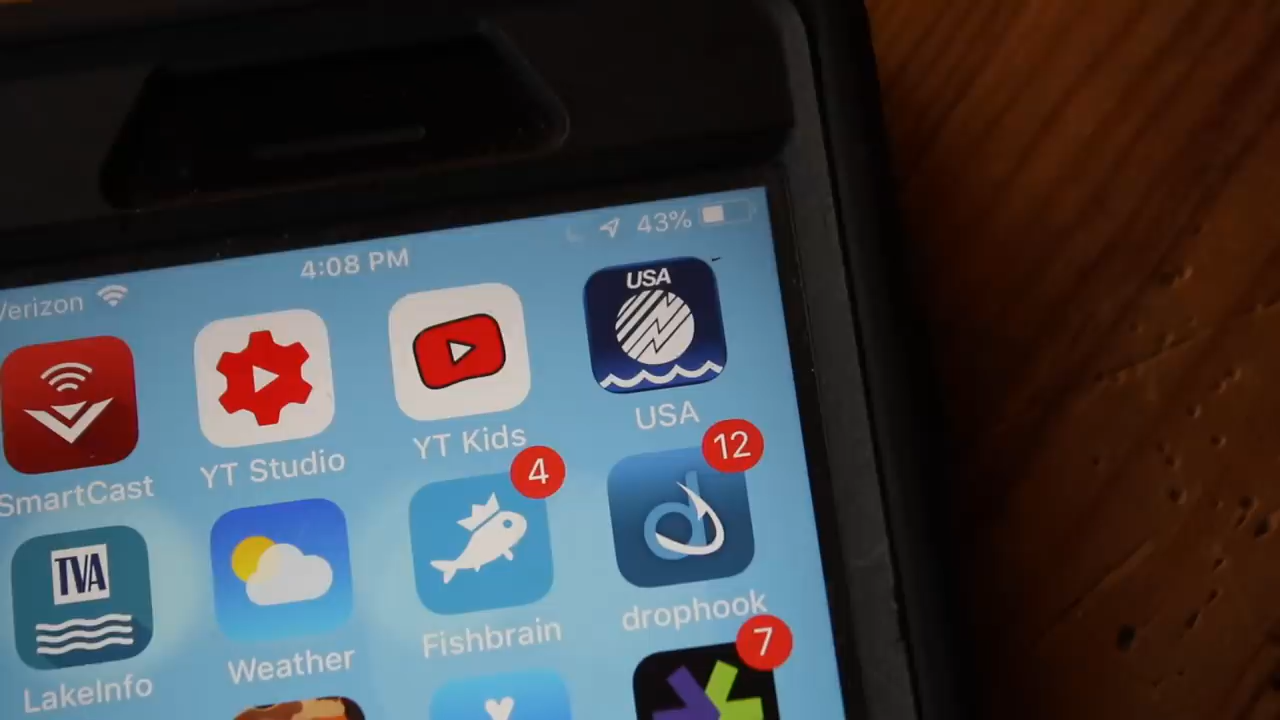 Verizon
4:08 PM
43%
SmartCast
YT Studio
YT Kids
USA
USA
TVA
LakeInfo
Weather
4
Fishbrain
12
d
drophook
7